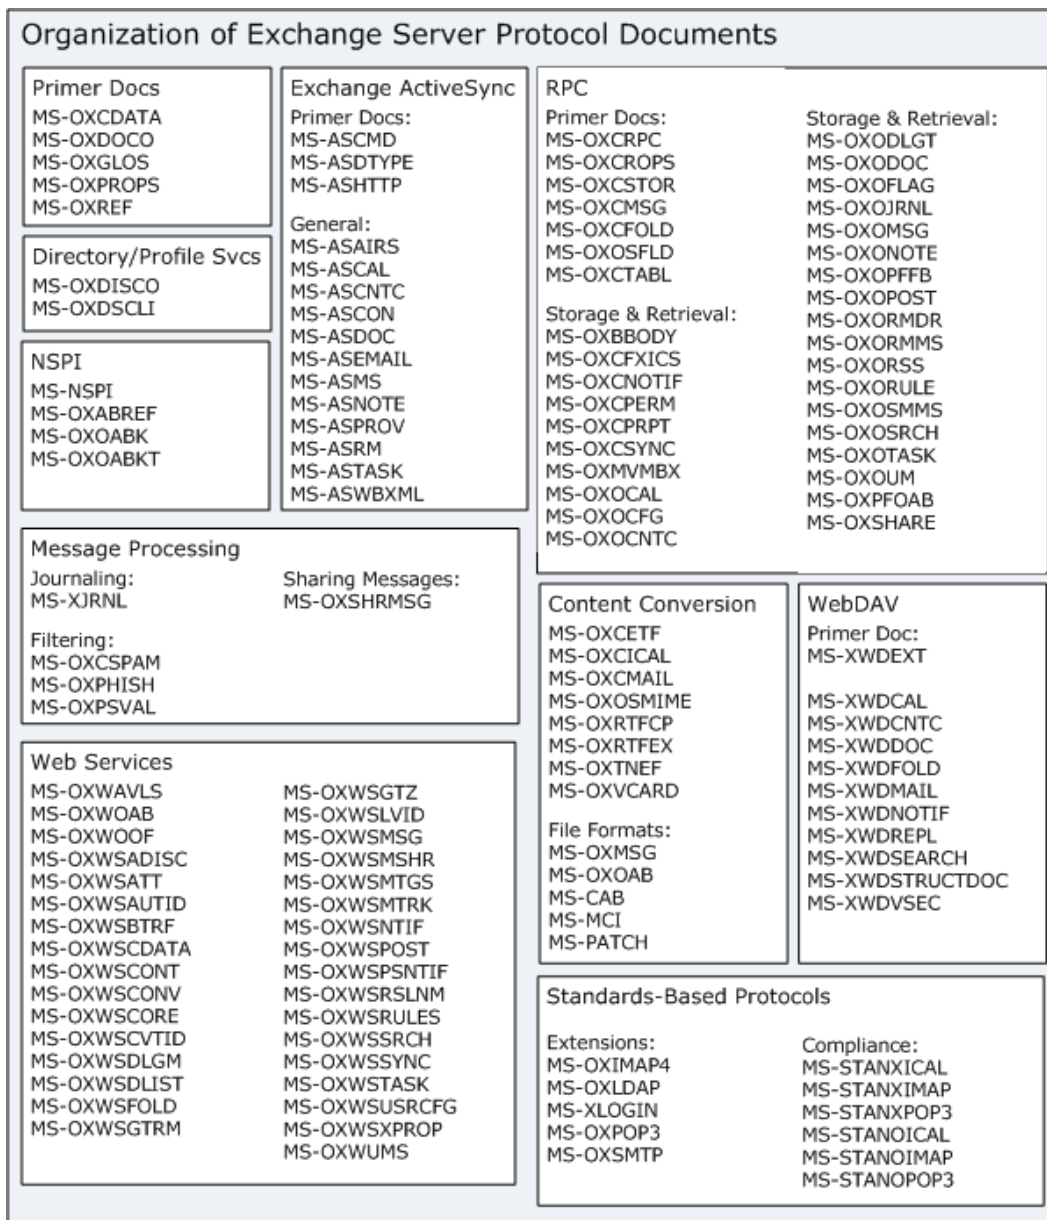 Organization of Exchange Server Protocol Documents
Primer Docs
MS-OXCDATA
MS-OXDOCO
MS-OXGLOS
MS-OXPROPS
MS-OXREF
Directory/Profile Svcs
MS-OXDISCO
MS-OXDSCLI
NSPI
MS-NSPI
MS-OXABREF
MS-OXOABK
MS-OXOABKT
Exchange ActiveSync
Primer Docs:
MS-ASCMD
MS-ASDTYPE
MS-ASHTTP
General:
MS-ASAIRS
MS-ASCAL
MS-ASCNTC
MS-ASCON
MS-ASDOC
MS-ASEMAIL
MS-ASMS
MS-ASNOTE
MS-ASPROV
MS-ASRM
MS-ASTASK
MS-ASWBXML
RPC
Primer Docs:
MS-OXCRPC
MS-OXCROPS
MS-OXCSTOR
MS-OXCMSG
MS-OXCFOLD
MS-OXOSFLD
MS-OXCTABL
Storage & Retrieval:
MS-OXBBODY
MS-OXCFXICS
MS-OXCNOTIF
MS-OXCPERM
MS-OXCPRPT
MS-OXCSYNC
MS-OXMVMBX
MS-OXOCAL
MS-OXOCFG
MS-OXOCNTC
Storage & Retrieval:
MS-OXODLGT
MS-OXODOC
MS-OXOFLAG
MS-OXOJRNL
MS-OXOMSG
MS-OXONOTE
MS-OXOPFFB
MS-OXOPOST
MS-OXORMDR
MS-OXORMMS
MS-OXORSS
MS-OXORULE
MS-OXOSMMS
MS-OXOSRCH
MS-OXOTASK
MS-OXOUM
MS-OXPFOAB
MS-OXSHARE
Message Processing
Journaling:
MS-XJRNL
Filtering:
MS-OXCSPAM
MS-OXPHISH
MS-OXPSVAL
Sharing Messages:
MS-OXSHRMSG
Content Conversion
MS-OXCETF
MS-OXCICAL
MS-OXCMAIL
MS-OXOSMIME
MS-OXRTFCP
MS-OXRTFEX
MS-OXTNEF
MS-OXVCARD
File Formats:
MS-OXMSG
MS-OXOAB
MS-CAB
MS-MCI
MS-PATCH
WebDAV
Primer Doc:
MS-XWDEXT
MS-XWDCAL
MS-XWDCNTC
MS-XWDDOC
MS-XWDFOLD
MS-XWDMAIL
MS-XWDNOTIF
MS-XWDREPL
MS-XWDSEARCH
MS-XWDSTRUCTDOC
MS-XWDVSEC
Web Services
MS-OXWAVLS
MS-OXWOAB
MS-OXWOOF
MS-OXWSADISC
MS-OXWSATT
MS-OXWSAUTID
MS-OXWSBTRF
MS-OXWSCDATA
MS-OXWSCONT
MS-OXWSCONV
MS-OXWSCORE
MS-OXWSCVTID
MS-OXWSDLGM
MS-OXWSDLIST
MS-OXWSFOLD
MS-OXWSGTRM
MS-OXWSGTZ
MS-OXWSLVID
MS-OXWSMSG
MS-OXWSMSHR
MS-OXWSMTGS
MS-OXWSMTRK
MS-OXWSNTIF
MS-OXWSPOST
MS-OXWSPSNTIF
MS-OXWSRSLNM
MS-OXWSRULES
MS-OXWSSRCH
MS-OXWSSYNC
MS-OXWSTASK
MS-OXWSUSRCFG
MS-OXWSXPROP
MS-OXWUMS
Standards-Based Protocols
Extensions:
MS-OXIMAP4
MS-OXLDAP
MS-XLOGIN
MS-OXPOP3
MS-OXSMTP
Compliance:
MS-STANXICAL
MS-STANXIMAP
MS-STANXPOP3
MS-STANOICAL
MS-STANOIMAP
MS-STANOPOP3